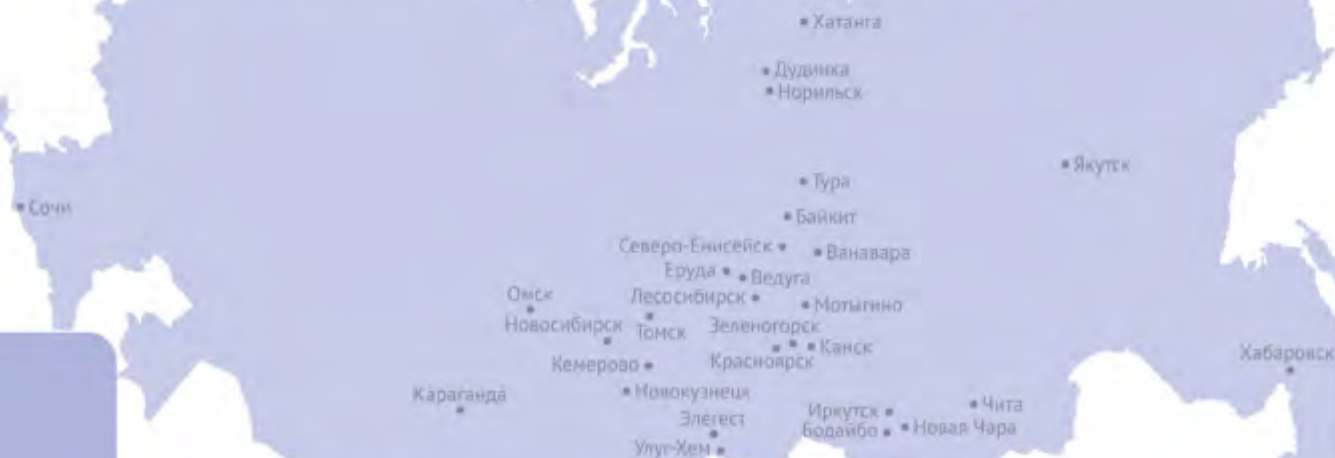 Хатанга
Дудинка
Норильск
Якутск
Тура
Сочи
Байкит
Северо-Енисейск
Ванавара
Еруда
Ведуга
Омск
Лесосибирск
Мотыгино
Новосибирск
Томск
Зеленогорск
Канск
Красноярск
Хабаровск
Кемерово
Новокузнецк
Караганда
Чита
Иркутск
Элегест
Бодайбо
Новая Чара
Улуг-Хем